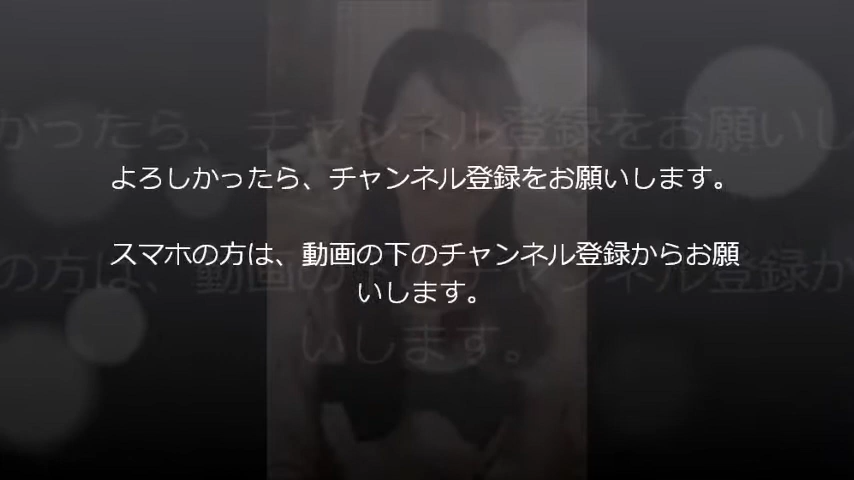 よろしかったら、チャンネル登録をお願いします。
スマホの方は、動画の下のチャンネル登録からお願
いします。